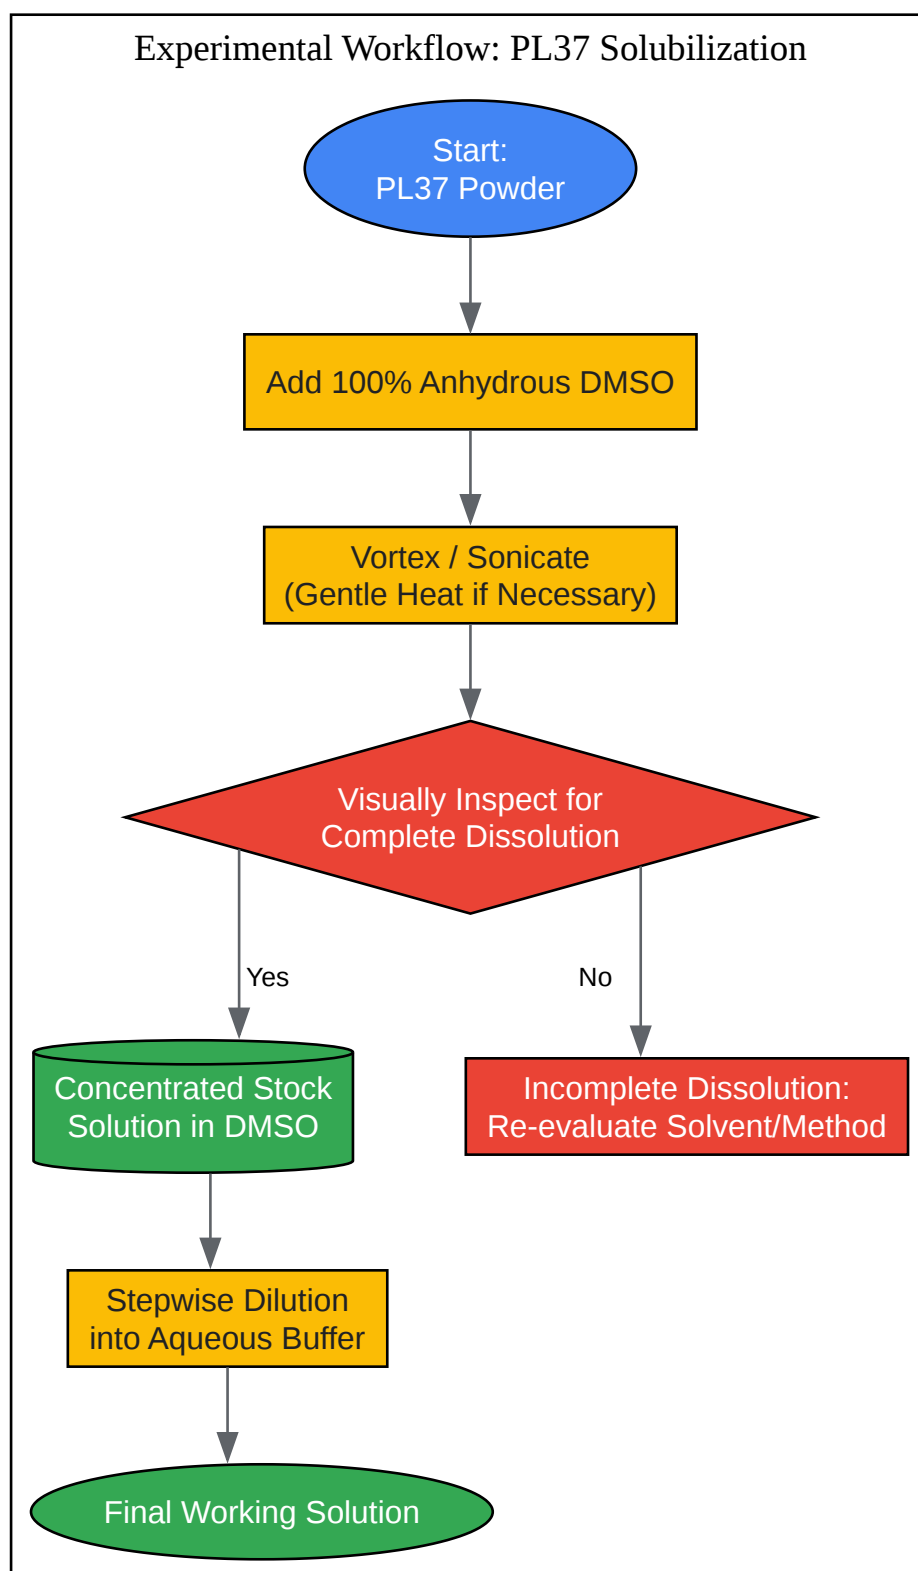 Experimental Workflow: PL37 Solubilization
Start:
PL37 Powder
Add 100% Anhydrous DMSO
Vortex / Sonicate
(Gentle Heat if Necessary)
Visually Inspect for
Complete Dissolution
Yes
No
Concentrated Stock
Solution in DMSO
Incomplete Dissolution:
Re-evaluate Solvent/Method
Stepwise Dilution
into Aqueous Buffer
Final Working Solution